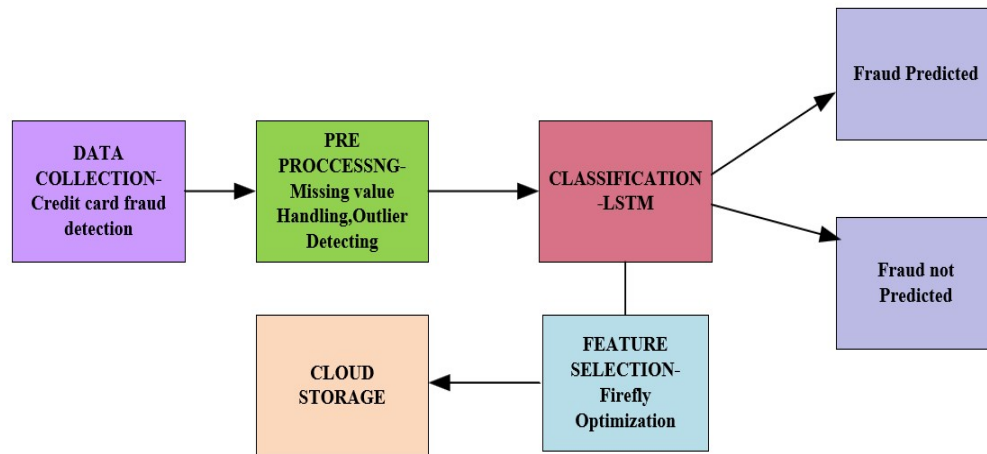 DATA
COLLECTION-
Credit card fraud
detection
PRE
PROCCESSNG-
Missing value
Handling,Outlier
Detecting
CLASSIFICATION
-LSTM
Fraud Predicted
Fraud not
Predicted
CLOUD
STORAGE
FEATURE
SELECTION-
Firefly
Optimization